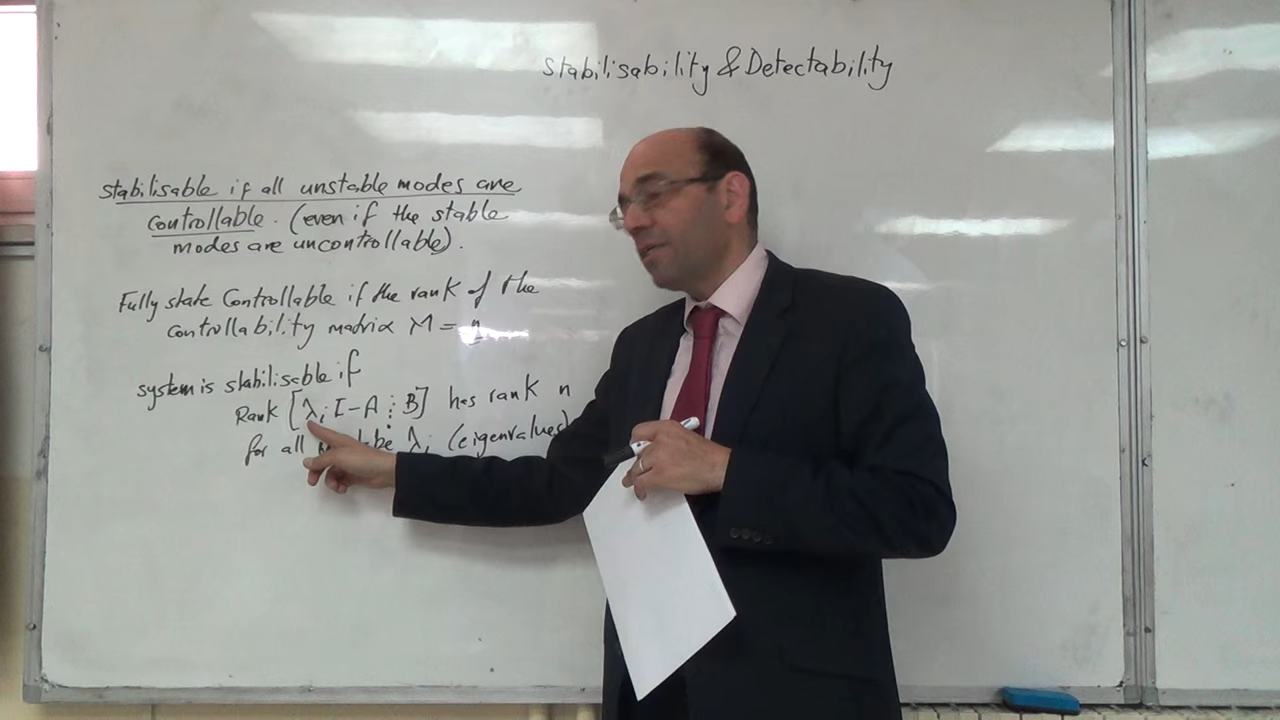 Stabilisability & Detectability
stabilisable if all unstable modes are
controllable. (even if the stable
modes are uncontrollable).
Fully state Controllable if the rank of the
controllability matrix M = n
system is stabilisable if
Rank [λi I - A ⋮ B] has rank n
for all λi (eigenvalues)